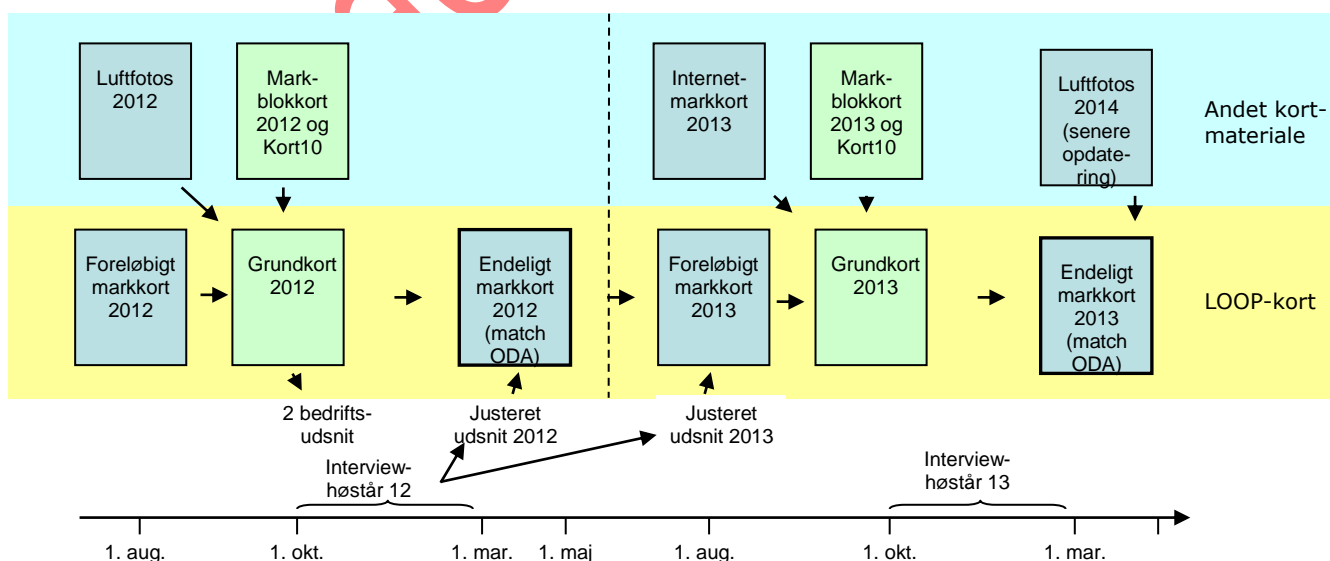 Luftfotos
2012
Mark-
blokkort
2012 og
Kort10
Internet-
markkort
2013
Mark-
blokkort
2013 og
Kort10
Luftfotos
2014
(senere
opdate-
ring)
Andet kort-
materiale
Foreløbigt
markkort
2012
Grundkort
2012
Endeligt
markkort
2012
(match
ODA)
Foreløbigt
markkort
2013
Grundkort
2013
Endeligt
markkort
2013
(match
ODA)
LOOP-kort
2 bedrifts-
udsnit
Justeret
udsnit 2012
Justeret
udsnit 2013
Interview-
høstår 12
Interview-
høstår 13
1. aug.
1. okt.
1. mar.
1. maj
1. aug.
1. okt.
1. mar.